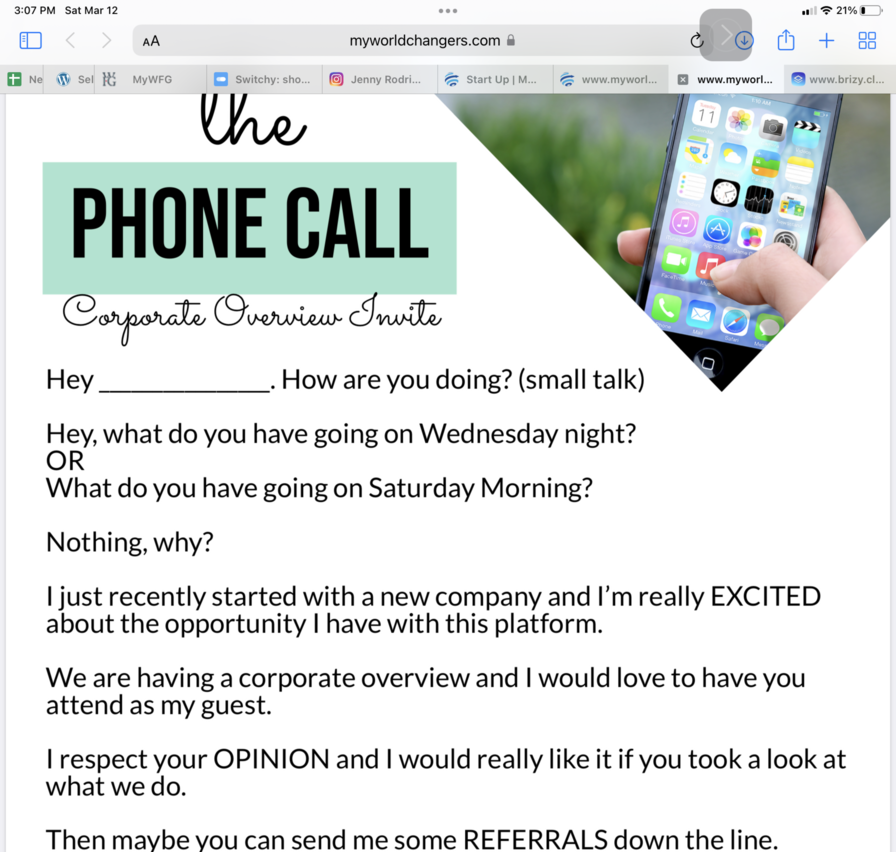 3:07 PM Sat Mar 12
21%
AA myworldchangers.com
Ne Sel MyWFG Switchy: sho... Jenny Rodri... Start Up | M... www.myworl... www.myworl... www.brizy.cl...
the
PHONE CALL
Corporate Overview Invite
11
Hey ______________. How are you doing? (small talk)
Hey, what do you have going on Wednesday night?
OR
What do you have going on Saturday Morning?
Nothing, why?
I just recently started with a new company and I’m really EXCITED
about the opportunity I have with this platform.
We are having a corporate overview and I would love to have you
attend as my guest.
I respect your OPINION and I would really like it if you took a look at
what we do.
Then maybe you can send me some REFERRALS down the line.